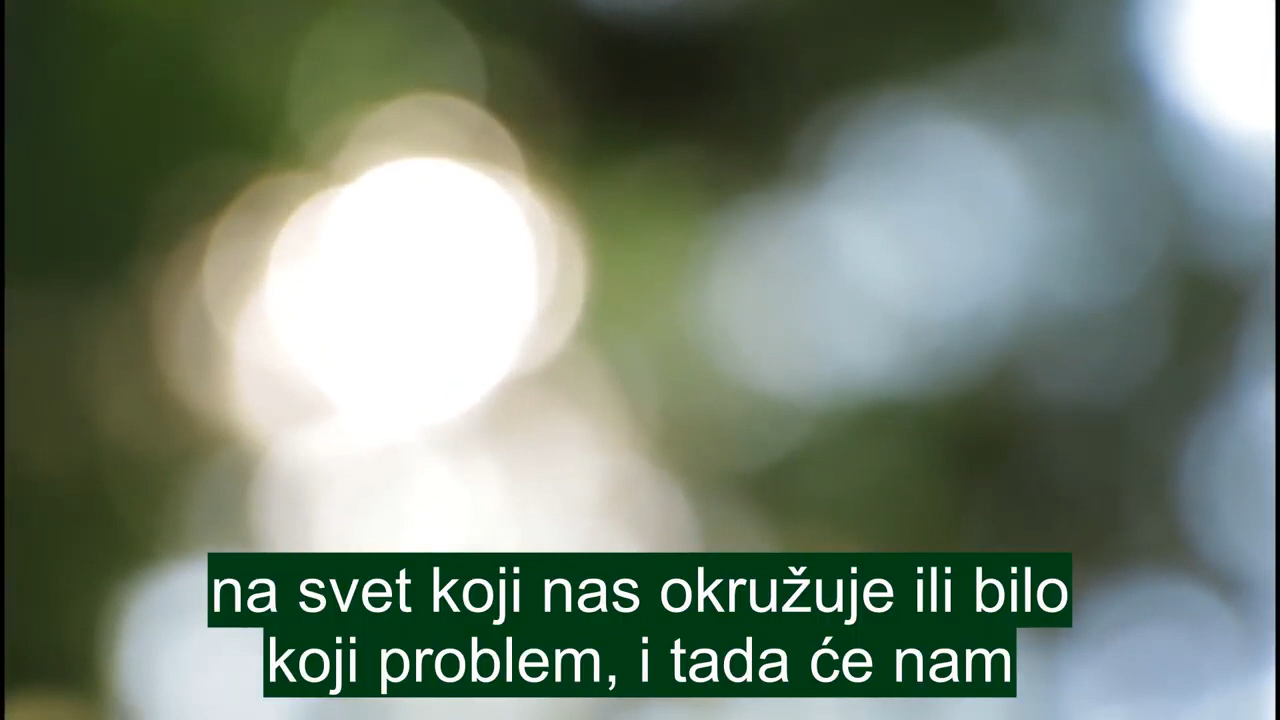 na svet koji nas okružuje ili bilo
koji problem, i tada će nam